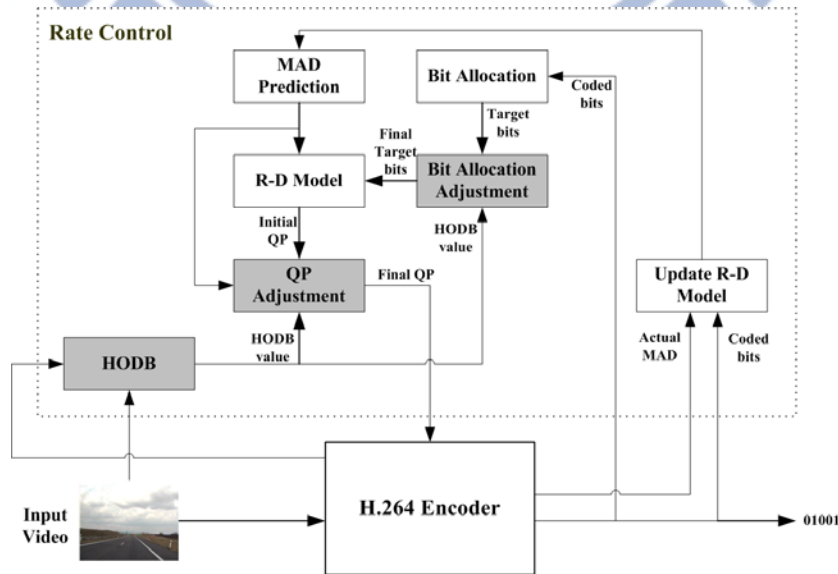 Rate Control
MAD
Prediction
Bit Allocation
Coded
bits
Target
bits
Final
Target
bits
R-D Model
Bit Allocation
Adjustment
Initial
QP
HODB
value
QP
Adjustment
Final QP
Update R-D
Model
HODB
value
HODB
Actual
MAD
Coded
bits
Input
Video
H.264 Encoder
01001